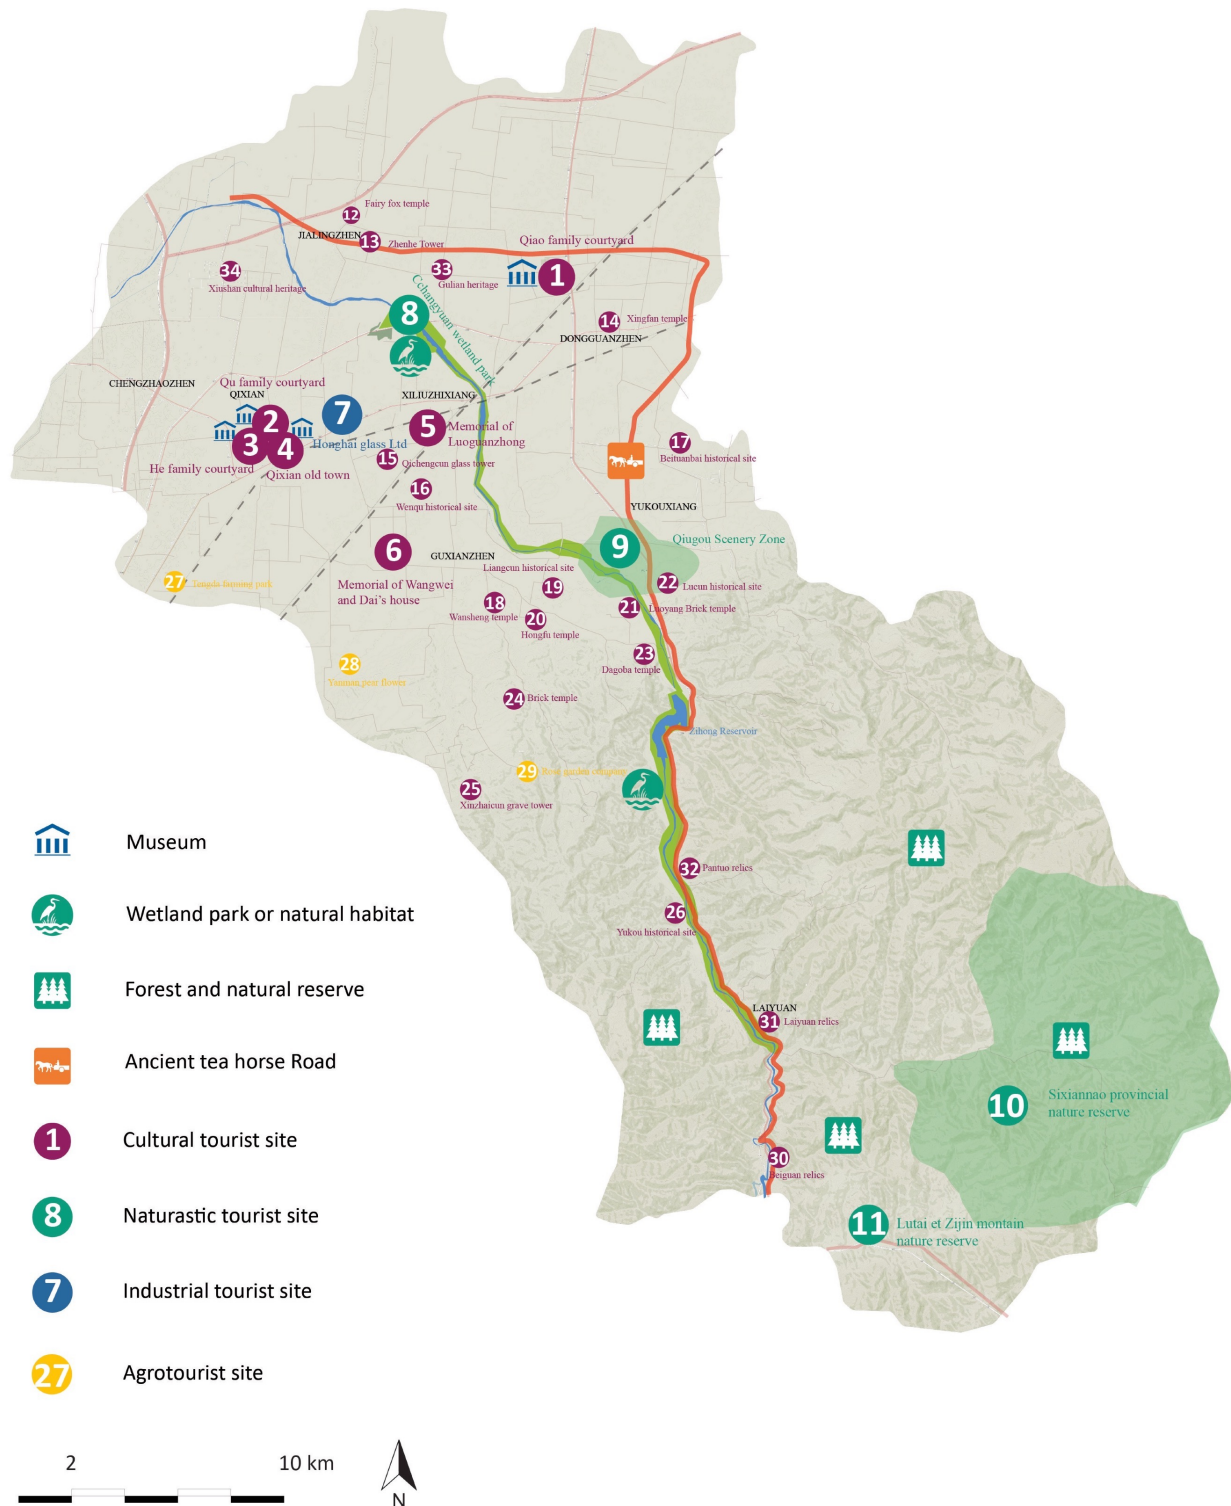 Fairy fox temple
12
JIALINGZHEN
13
Zhenhe Tower
Qiao family courtyard
34
Xiushan cultural heritage
33
Gulian heritage
1
8
Cchangyuan wetland park
14
Xingfan temple
DONGGUANZHEN
CHENGZHAOZHEN
Qu family courtyard
QIXIAN
XILIUZHIXIANG
2
7
3
4
5
Memorial of
Luoguanzhong
Honghai glass Ltd
He family courtyard
Qixian old town
15
Qichengcun glass tower
17
Beituanbai historical site
16
Wenqu historical site
YUKOUXIANG
6
GUXIANZHEN
9
Qiugou Scenery Zone
Liangcun historical site
Memorial of Wangwei
and Dai's house
27
19
22
Lucun historical site
18
Wansheng temple
20
Hongfu temple
21
Luoyang Brick temple
28
Yuannan pear flower
23
Dagoba temple
24
Brick temple
Zihong Reservoir
29
25
Xinzhaicun grave tower
32
Pantuo relics
26
Yukou historical site
LAIYUAN
31
Laiyuan relics
10
Sixiannao provincial
nature reserve
30
Beiguan relics
11
Lutai et Zijin montain
nature reserve
Museum
Wetland park or natural habitat
Forest and natural reserve
Ancient tea horse Road
1
Cultural tourist site
8
Naturastic tourist site
7
Industrial tourist site
27
Agrotourist site
2
10 km
N